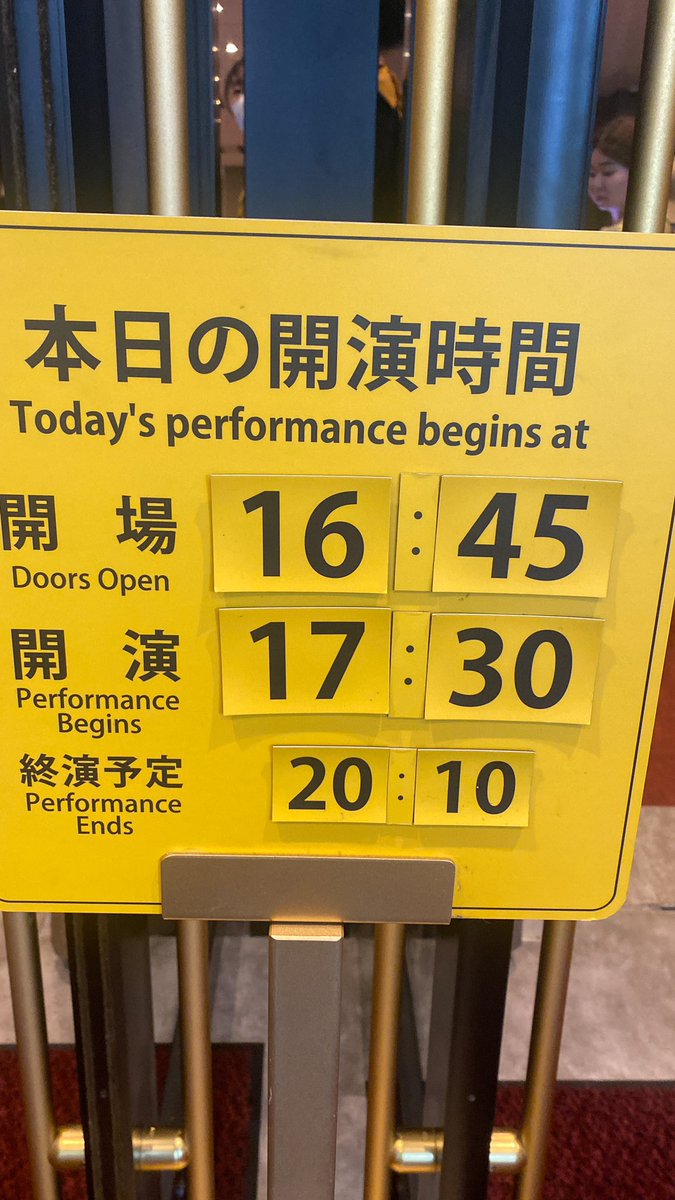 本日の開演時間
Today's performance begins at
開 場 16:45
Doors Open
開 演 17:30
Performance
Begins
終演予定 20:10
Performance
Ends